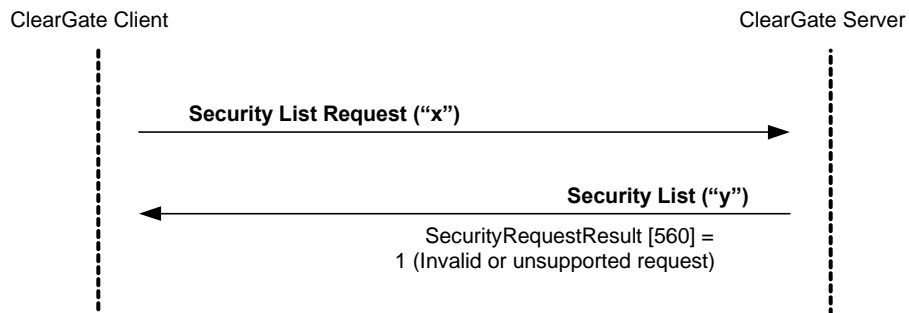 ClearGate Client
ClearGate Server
Security List Request (“x”)
Security List (“y”)
SecurityRequestResult [560] =
1 (Invalid or unsupported request)